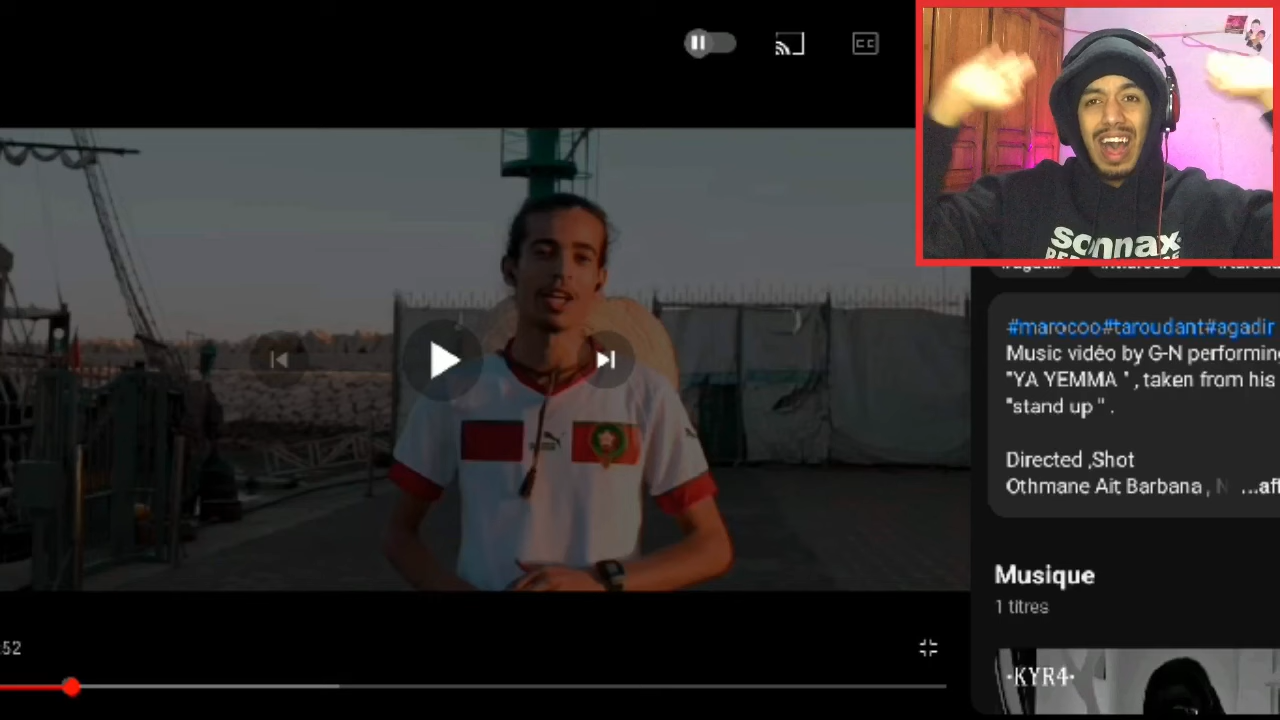 Sonnax
#marocoo#taroudant#agadir
Music vidéo by G-N performing
"YA YEMMA " , taken from his
"stand up " .
Directed ,Shot
Othmane Ait Barbana , N ...aff
Musique
1 titres
:52
·KYR4·